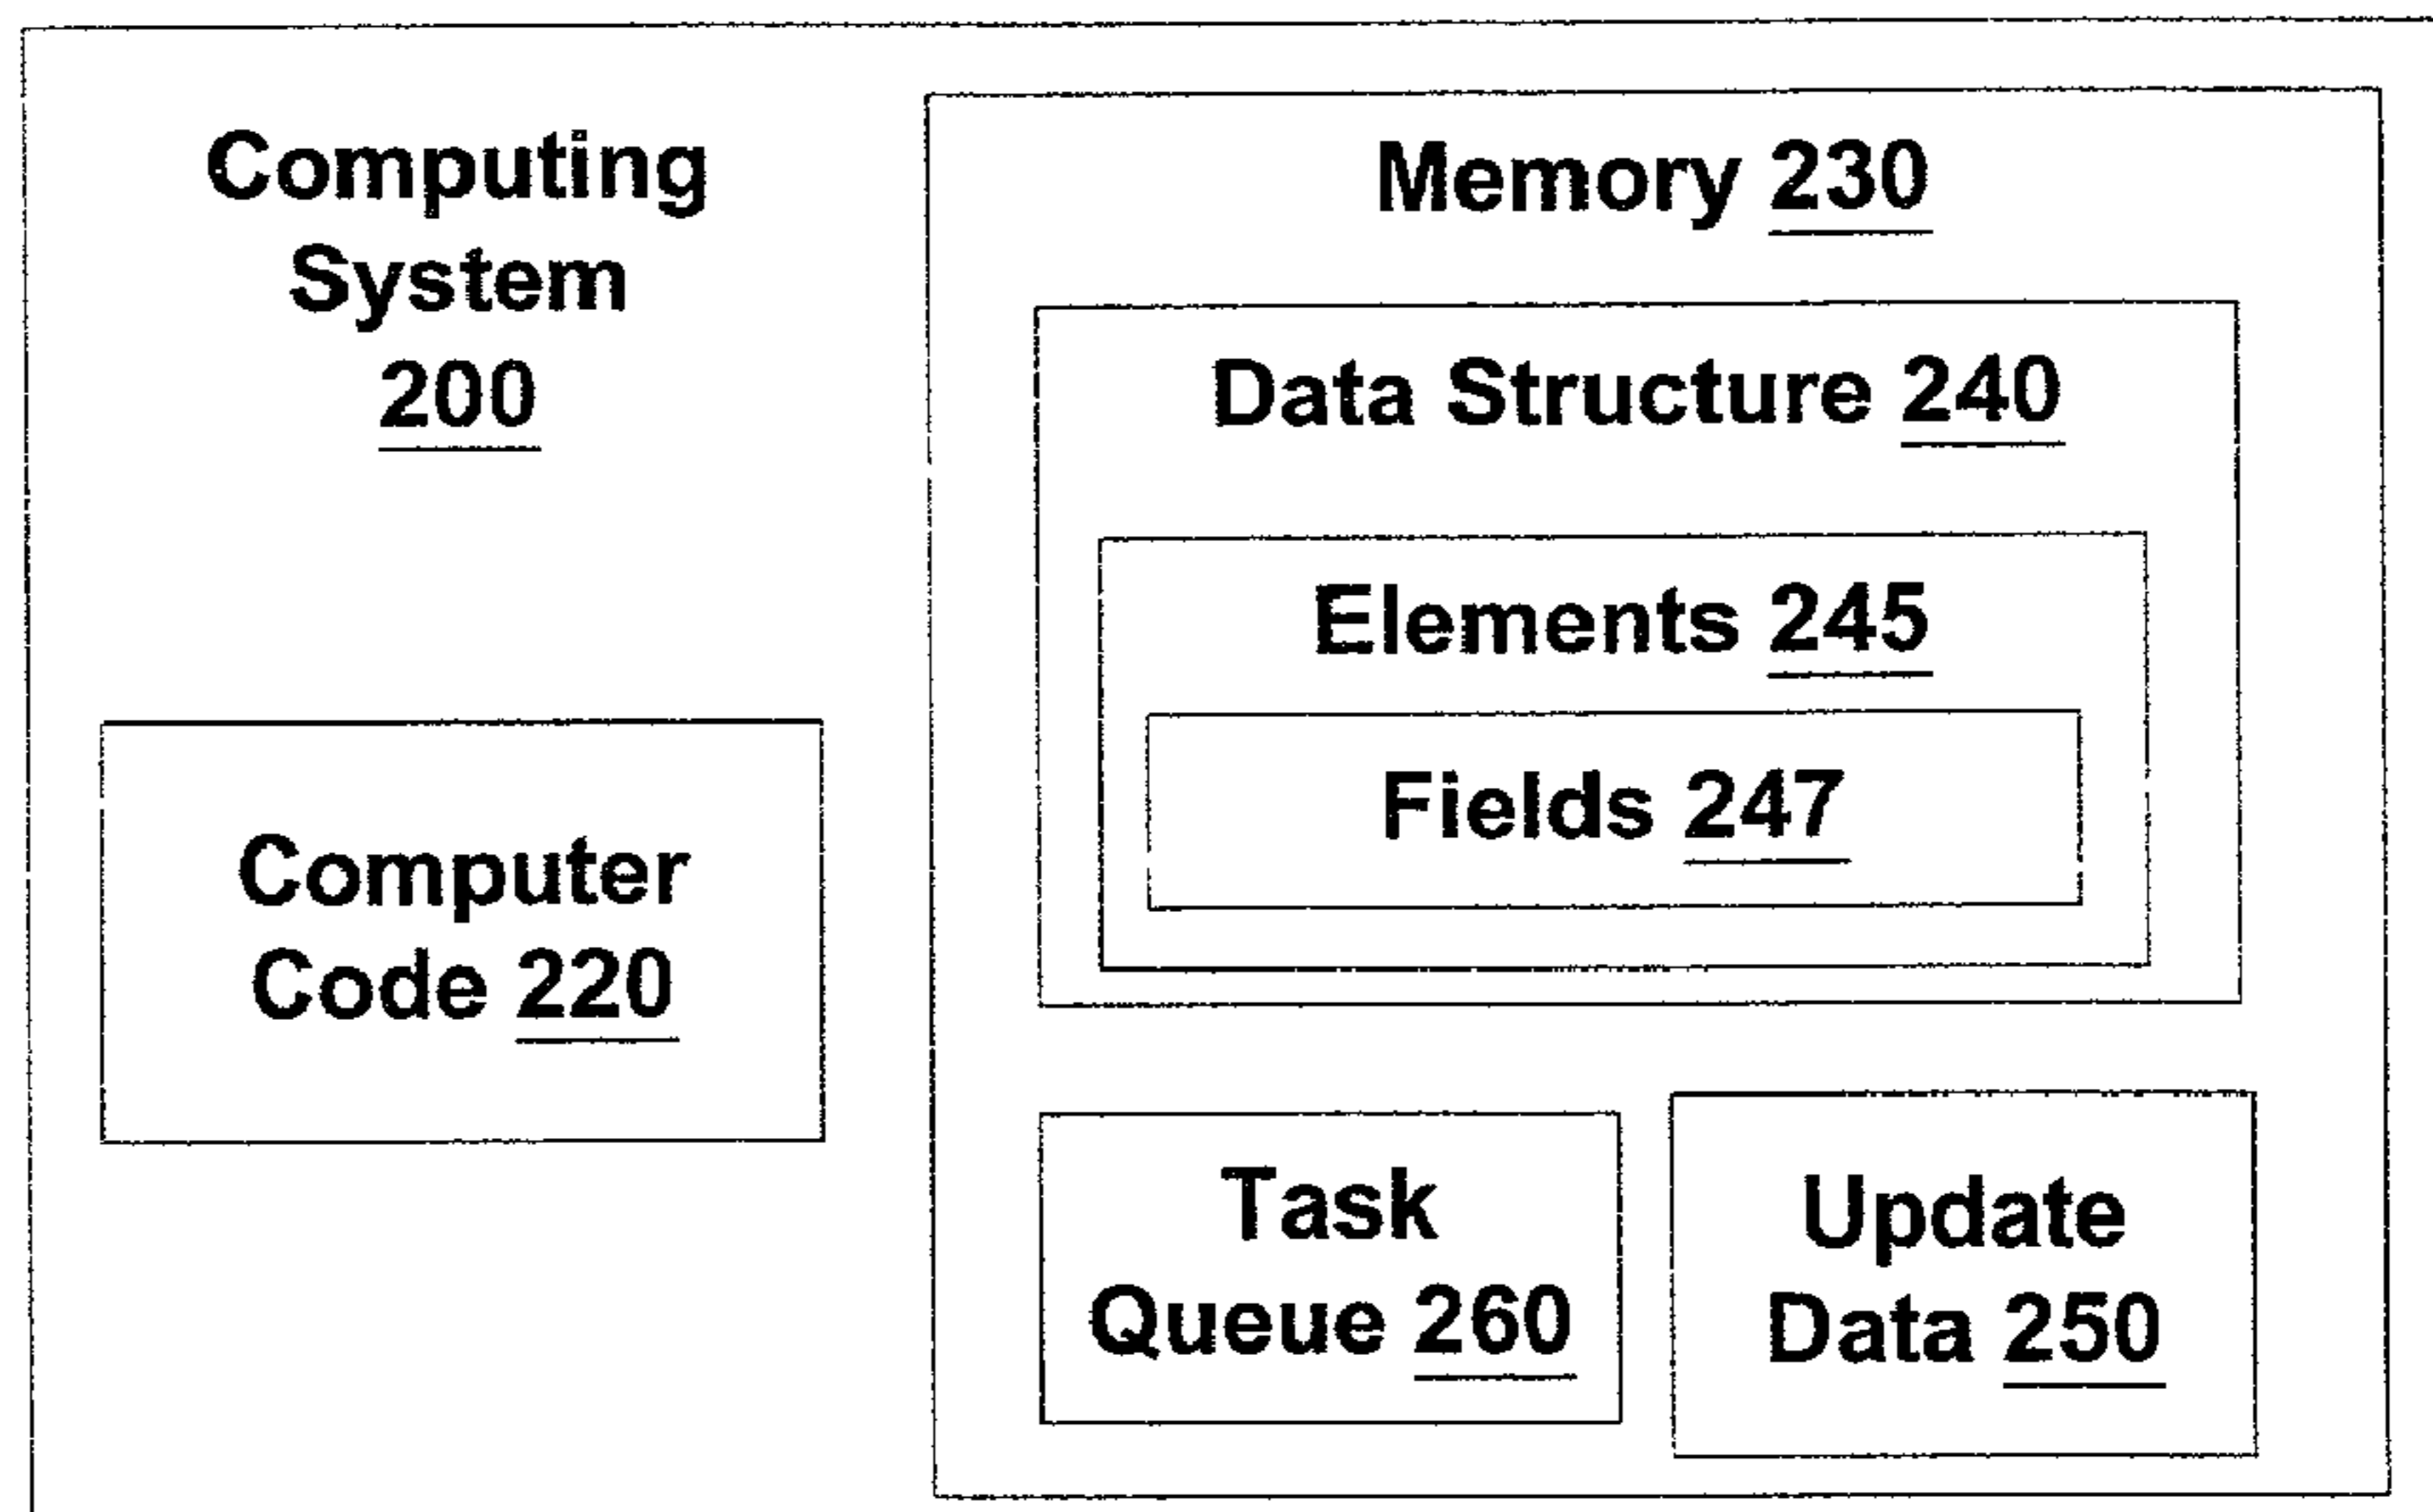 Computing
System
200
Memory 230
Data Structure 240
Elements 245
Fields 247
Computer
Code 220
Task
Queue 260
Update
Data 250